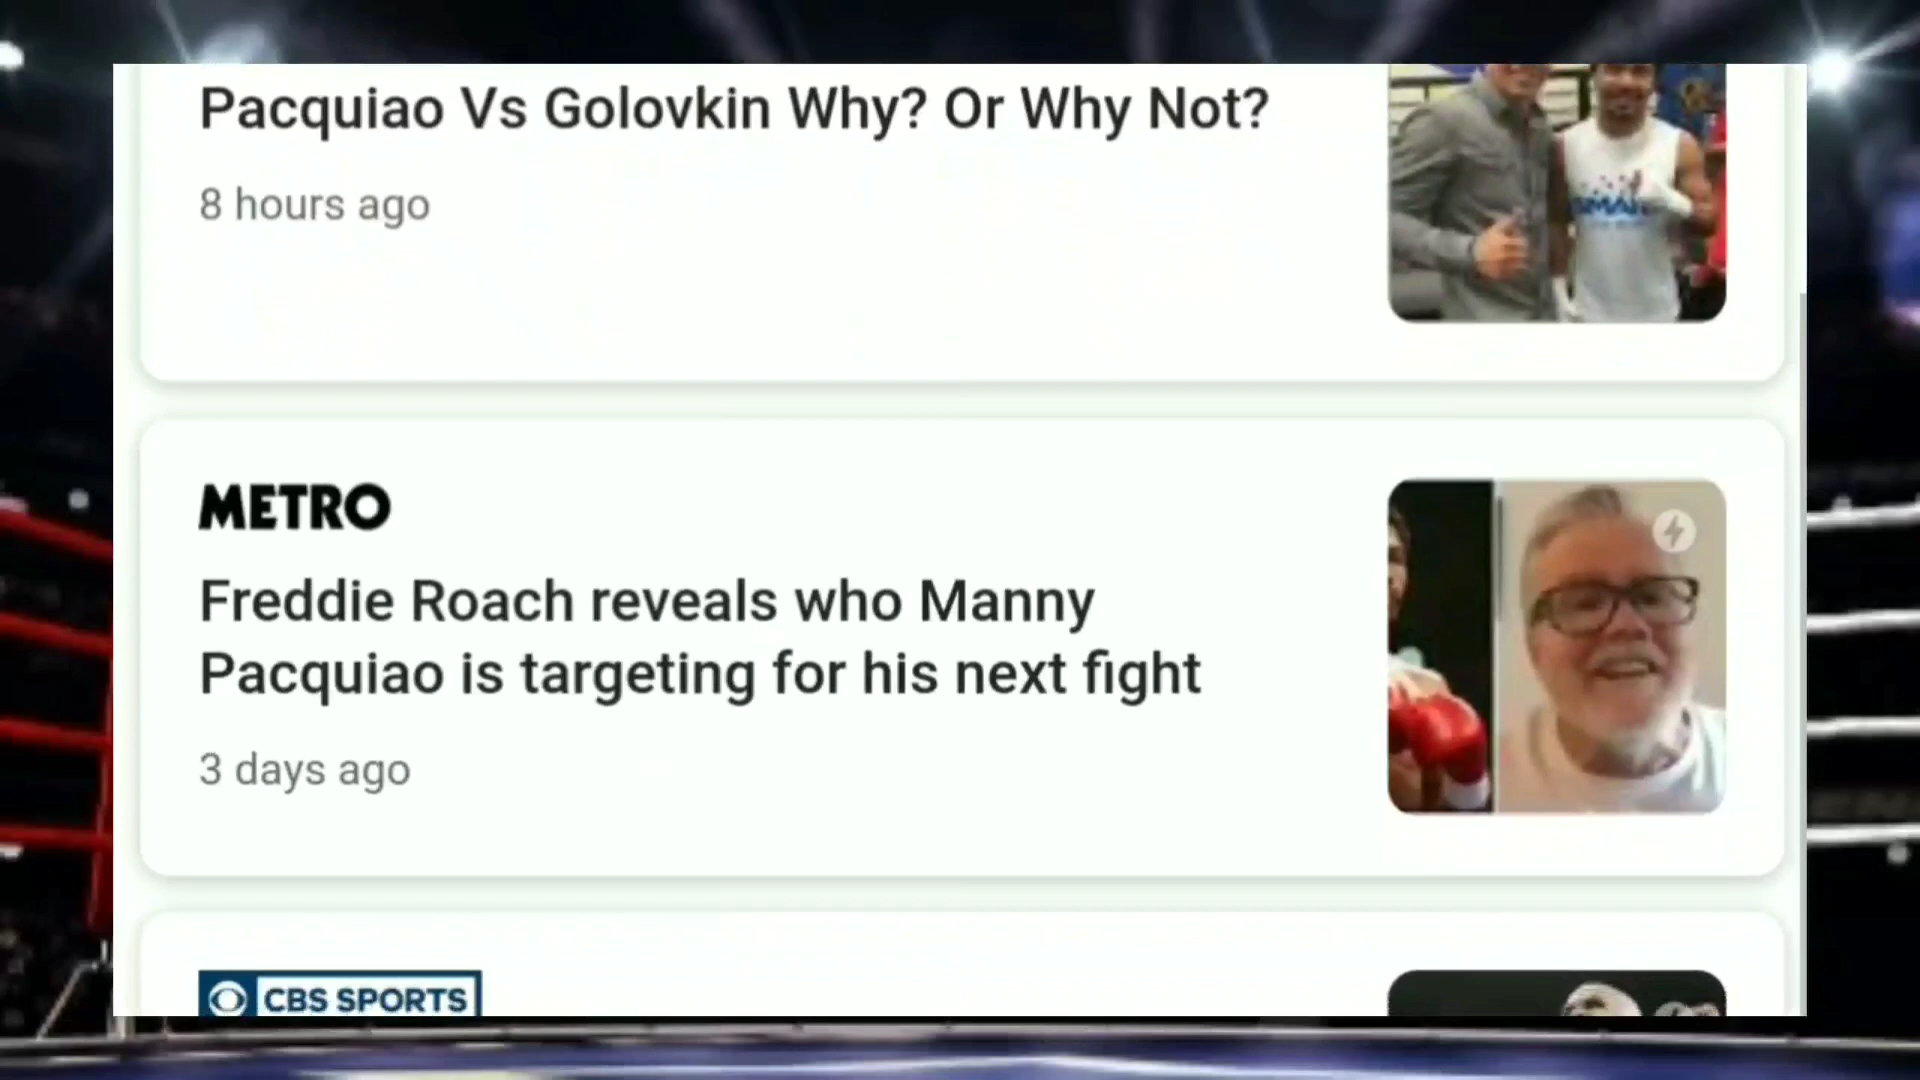 Pacquiao Vs Golovkin Why? Or Why Not?
8 hours ago
METRO
Freddie Roach reveals who Manny
Pacquiao is targeting for his next fight
3 days ago
CBS SPORTS